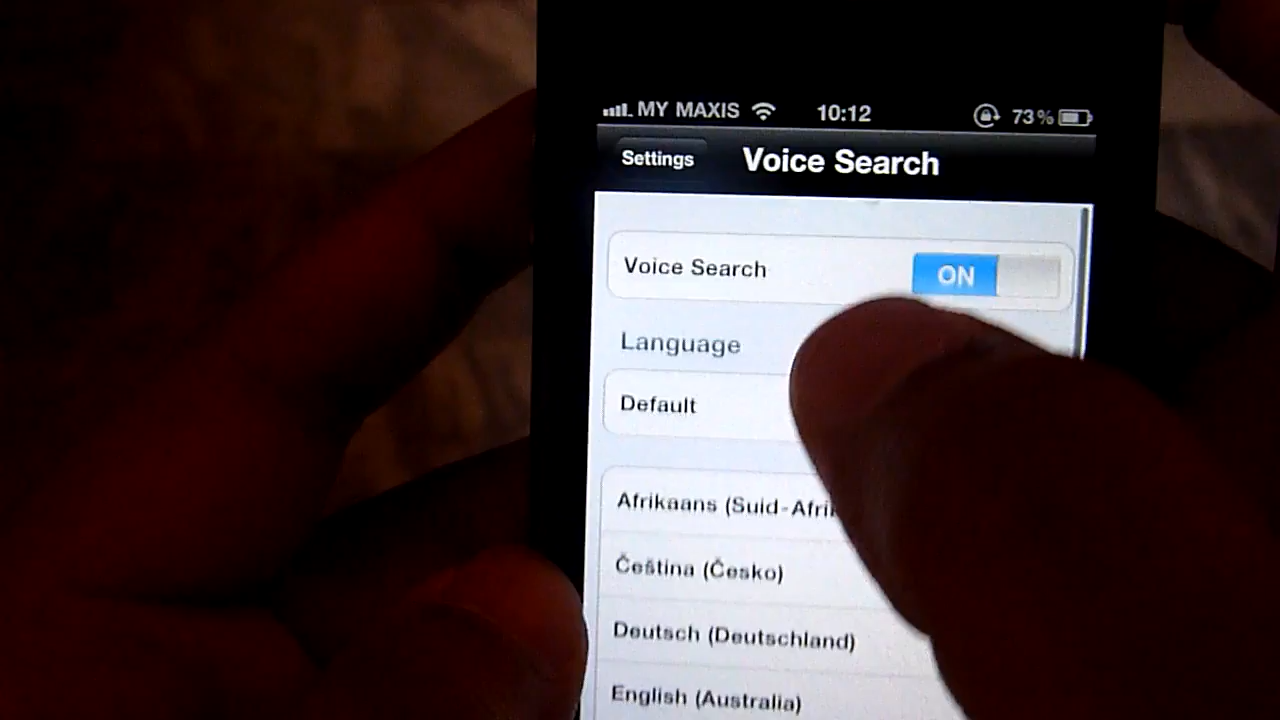 MY MAXIS 10:12 73%
Settings Voice Search
Voice Search ON
Language
Default
Afrikaans (Suid-Afri
Čeština (Česko)
Deutsch (Deutschland)
English (Australia)